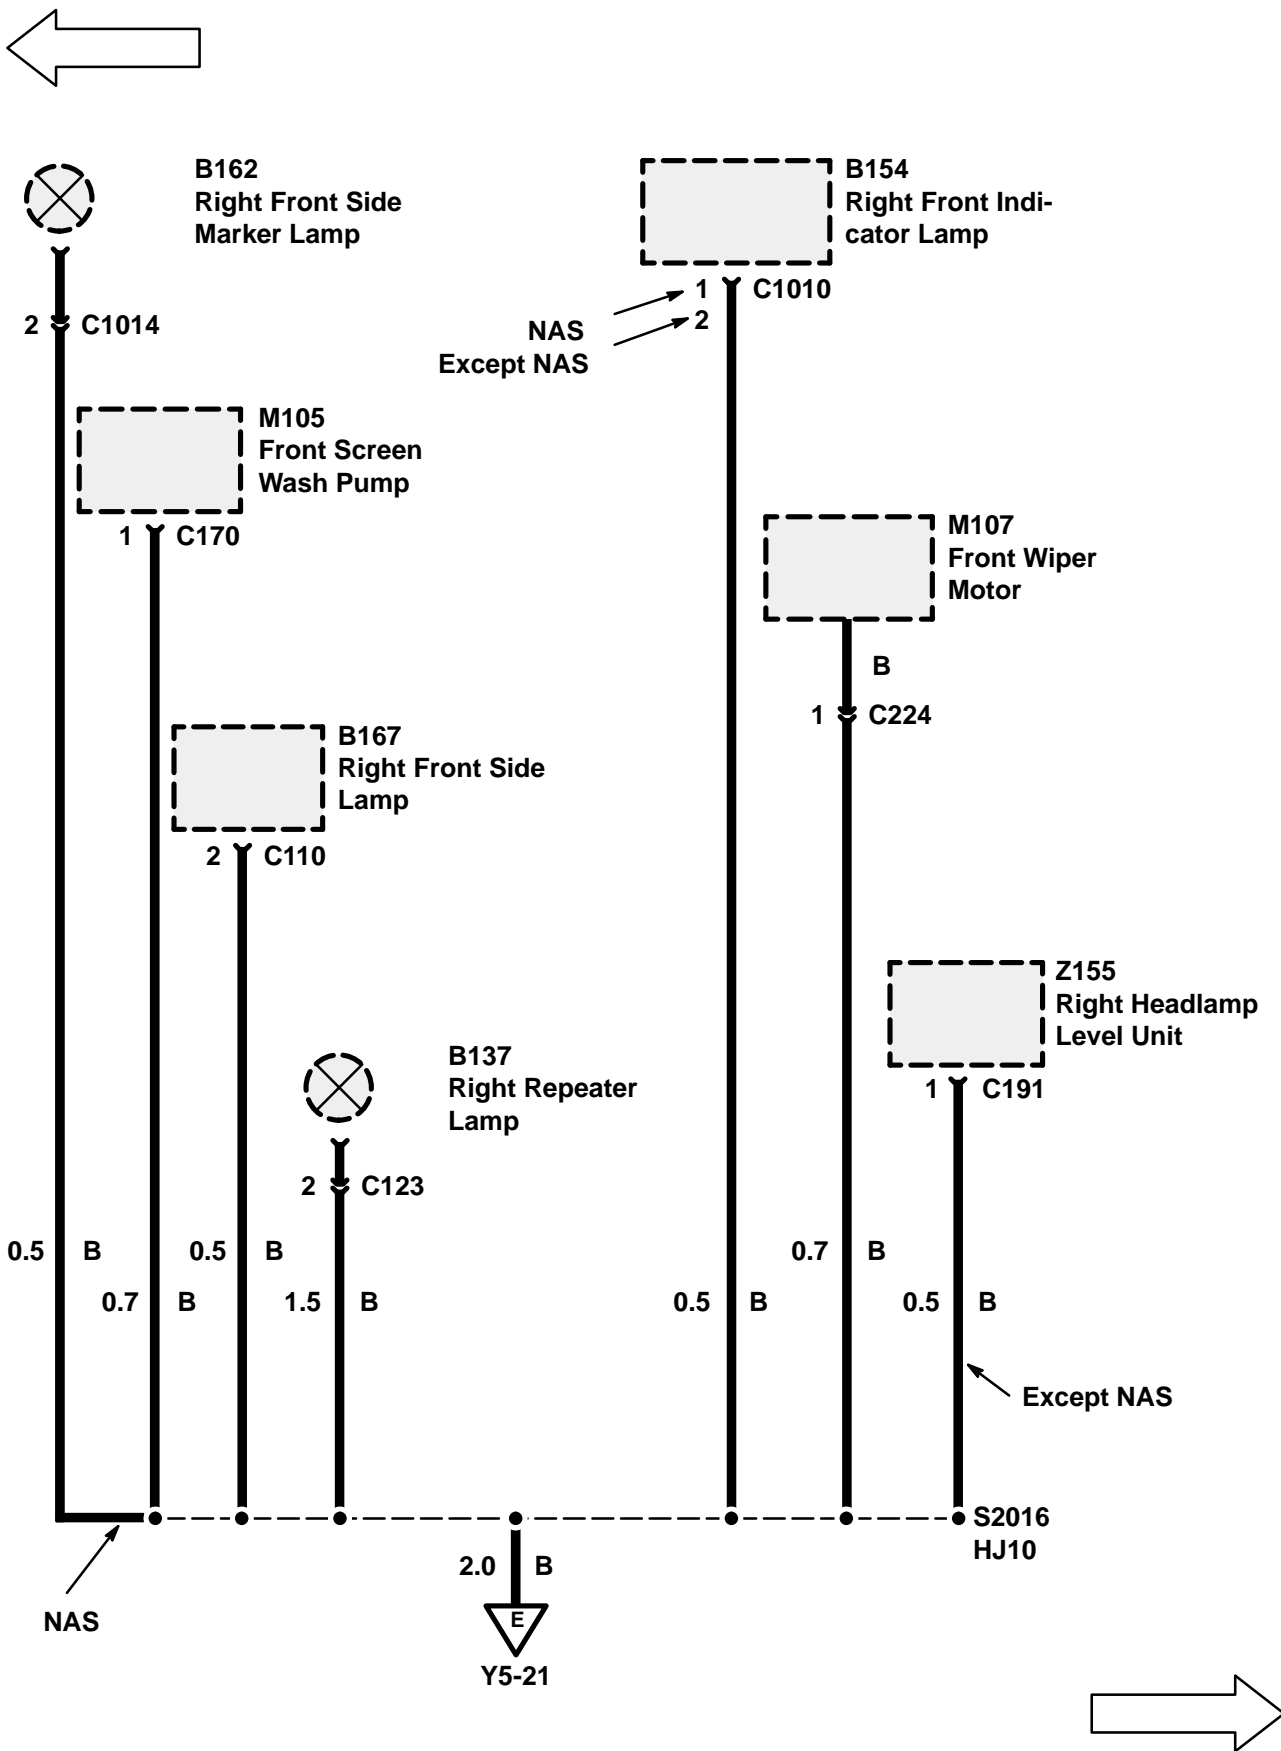 B162
Right Front Side
Marker Lamp
B154
Right Front Indi-
cator Lamp
1 C1010
2
NAS
Except NAS
2 C1014
M105
Front Screen
Wash Pump
1 C170
M107
Front Wiper
Motor
B
1 C224
B167
Right Front Side
Lamp
2 C110
Z155
Right Headlamp
Level Unit
1 C191
B137
Right Repeater
Lamp
2 C123
0.5 B 0.5 B 0.7 B
0.7 B 1.5 B 0.5 B 0.5 B
Except NAS
S2016
HJ10
2.0 B
E
NAS
Y5-21